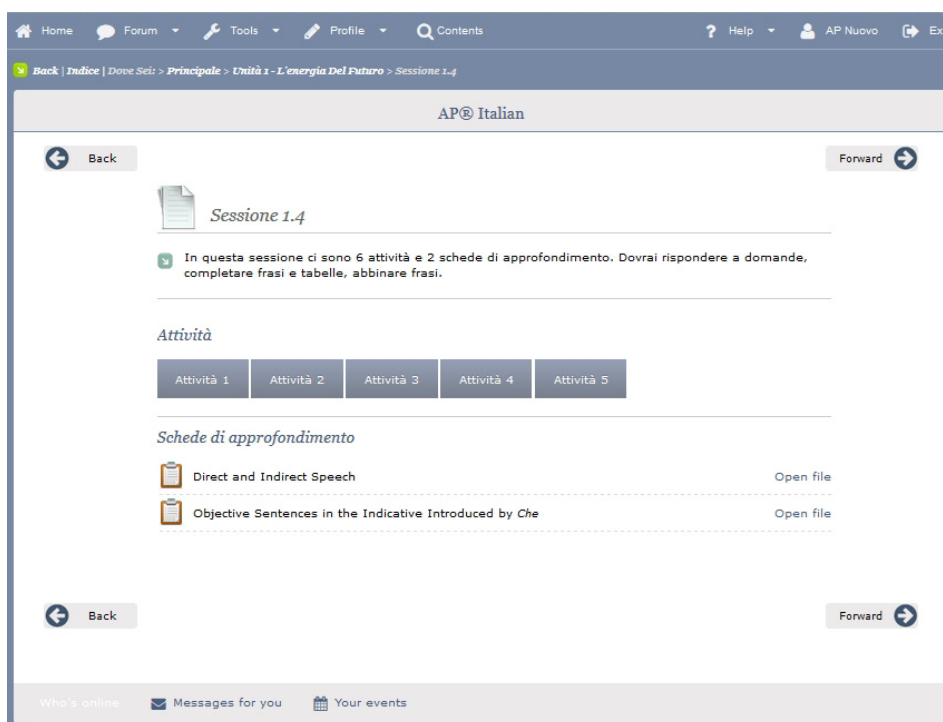 Home Forum Tools Profile Contents ? Help AP Nuovo Ex
Back | Indice | Dove Sei: > Principale > Unità 1 - L'energia Del Futuro > Sessione 1.4
AP® Italian
Back Forward
Sessione 1.4
In questa sessione ci sono 6 attività e 2 schede di approfondimento. Dovrai rispondere a domande,
completare frasi e tabelle, abbinare frasi.
Attività
Attività 1 Attività 2 Attività 3 Attività 4 Attività 5
Schede di approfondimento
Direct and Indirect Speech Open file
Objective Sentences in the Indicative Introduced by Che Open file
Back Forward
Who's online Messages for you Your events